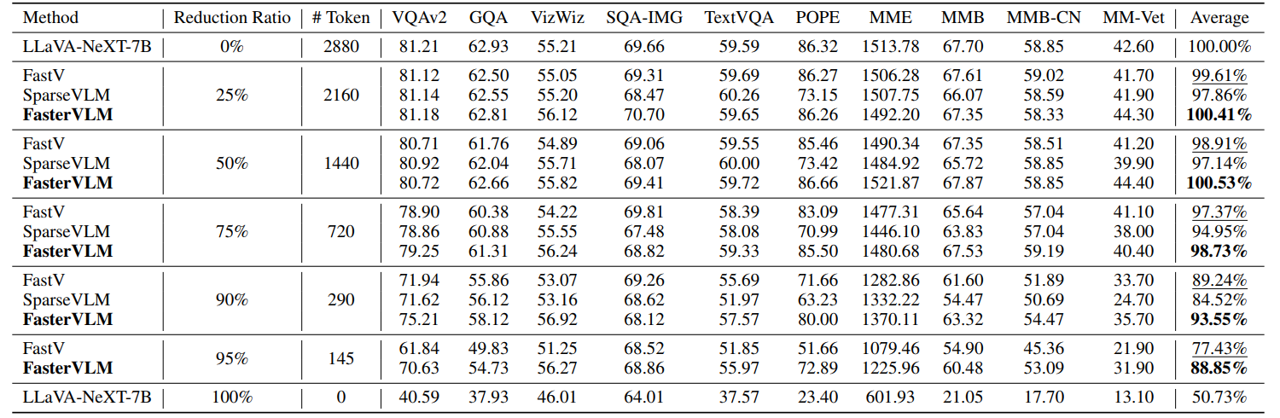 Method Reduction Ratio # Token VQAv2 GQA VizWiz SQA-IMG TextVQA POPE MME MMB MMB-CN MM-Vet Average
LLaVA-NeXT-7B 0% 2880 81.21 62.93 55.21 69.66 59.59 86.32 1513.78 67.70 58.85 42.60 100.00%
FastV 81.12 62.50 55.05 69.31 59.69 86.27 1506.28 67.61 59.02 41.70 99.61%
SparseVLM 25% 2160 81.14 62.55 55.20 68.47 60.26 73.15 1507.75 66.07 58.59 41.90 97.86%
FasterVLM 81.18 62.81 56.12 70.70 59.65 86.26 1492.20 67.35 58.33 44.30 100.41%
FastV 80.71 61.76 54.89 69.06 59.55 85.46 1490.34 67.35 58.51 41.20 98.91%
SparseVLM 50% 1440 80.92 62.04 55.71 68.07 60.00 73.42 1484.92 65.72 58.85 39.90 97.14%
FasterVLM 80.72 62.66 55.82 69.41 59.72 86.66 1521.87 67.87 58.85 44.40 100.53%
FastV 78.90 60.38 54.22 69.81 58.39 83.09 1477.31 65.64 57.04 41.10 97.37%
SparseVLM 75% 720 78.86 60.88 55.55 67.48 58.08 70.99 1446.10 63.83 57.04 38.00 94.95%
FasterVLM 79.25 61.31 56.24 68.82 59.33 85.50 1480.68 67.53 59.19 40.40 98.73%
FastV 71.94 55.86 53.07 69.26 55.69 71.66 1282.86 61.60 51.89 33.70 89.24%
SparseVLM 90% 290 71.62 56.12 53.16 68.62 51.97 63.23 1332.22 54.47 50.69 24.70 84.52%
FasterVLM 75.21 58.12 56.92 68.12 57.57 80.00 1370.11 63.32 54.47 35.70 93.55%
FastV 95% 145 61.84 49.83 51.25 68.52 51.85 51.66 1079.46 54.90 45.36 21.90 77.43%
FasterVLM 70.63 54.73 56.27 68.86 55.97 72.89 1225.96 60.48 53.09 31.90 88.85%
LLaVA-NeXT-7B 100% 0 40.59 37.93 46.01 64.01 37.57 23.40 601.93 21.05 17.70 13.10 50.73%